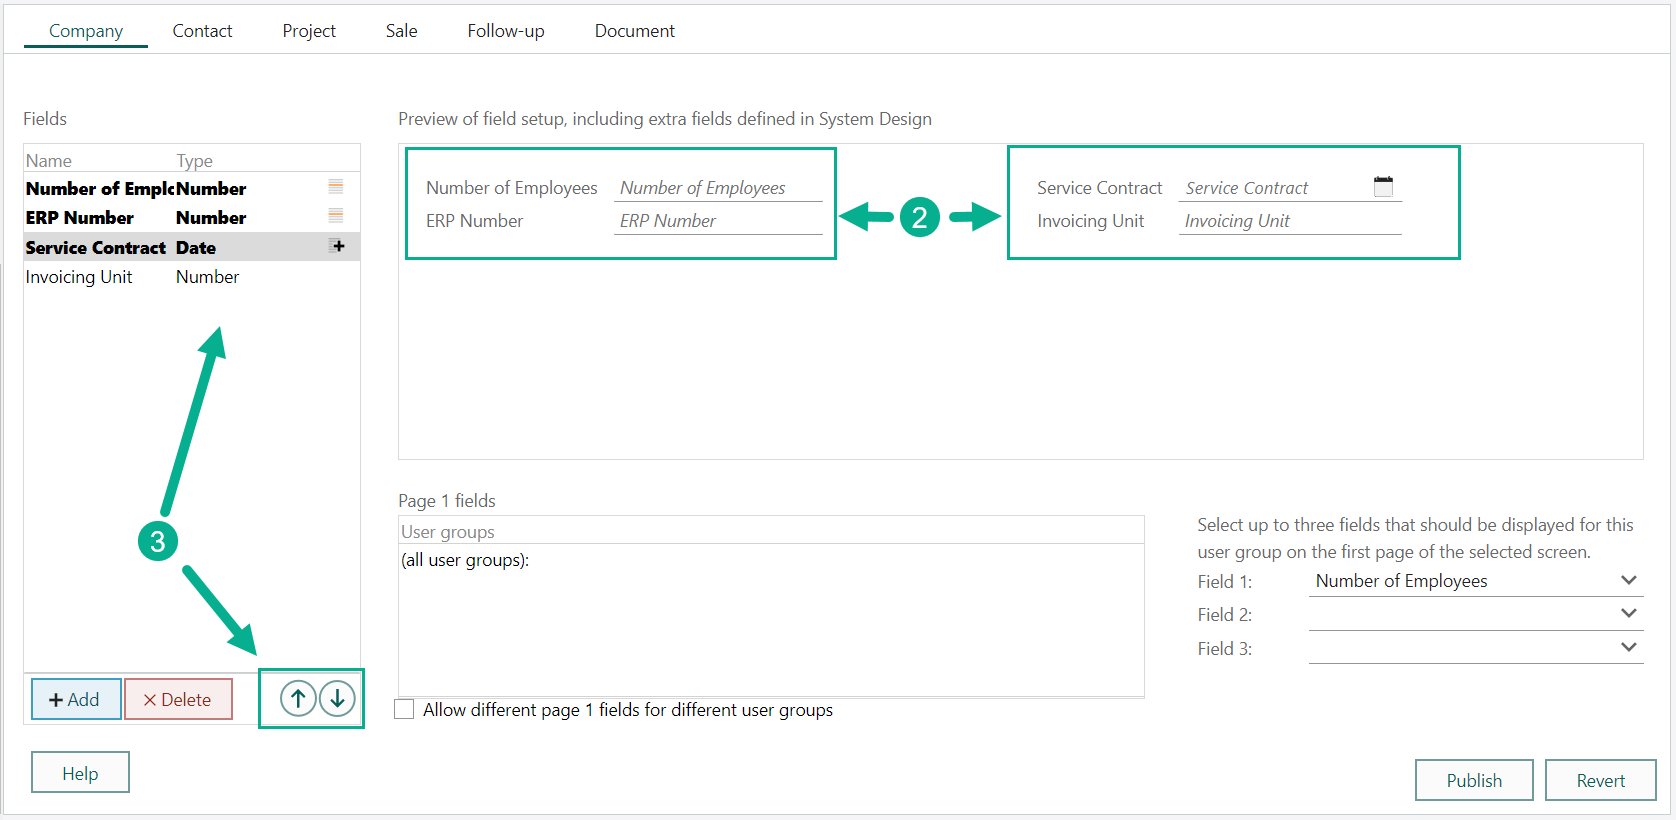 Company Contact Project Sale Follow-up Document
Fields
Name Type
Number of Emplc Number
ERP Number Number
Service Contract Date
Invoicing Unit Number
Add Delete
Help
3
Preview of field setup, including extra fields defined in System Design
Number of Employees Number of Employees
ERP Number ERP Number
2
Service Contract Service Contract
Invoicing Unit Invoicing Unit
Page 1 fields
User groups
(all user groups):
Allow different page 1 fields for different user groups
Select up to three fields that should be displayed for this
user group on the first page of the selected screen.
Field 1: Number of Employees
Field 2:
Field 3:
Publish Revert